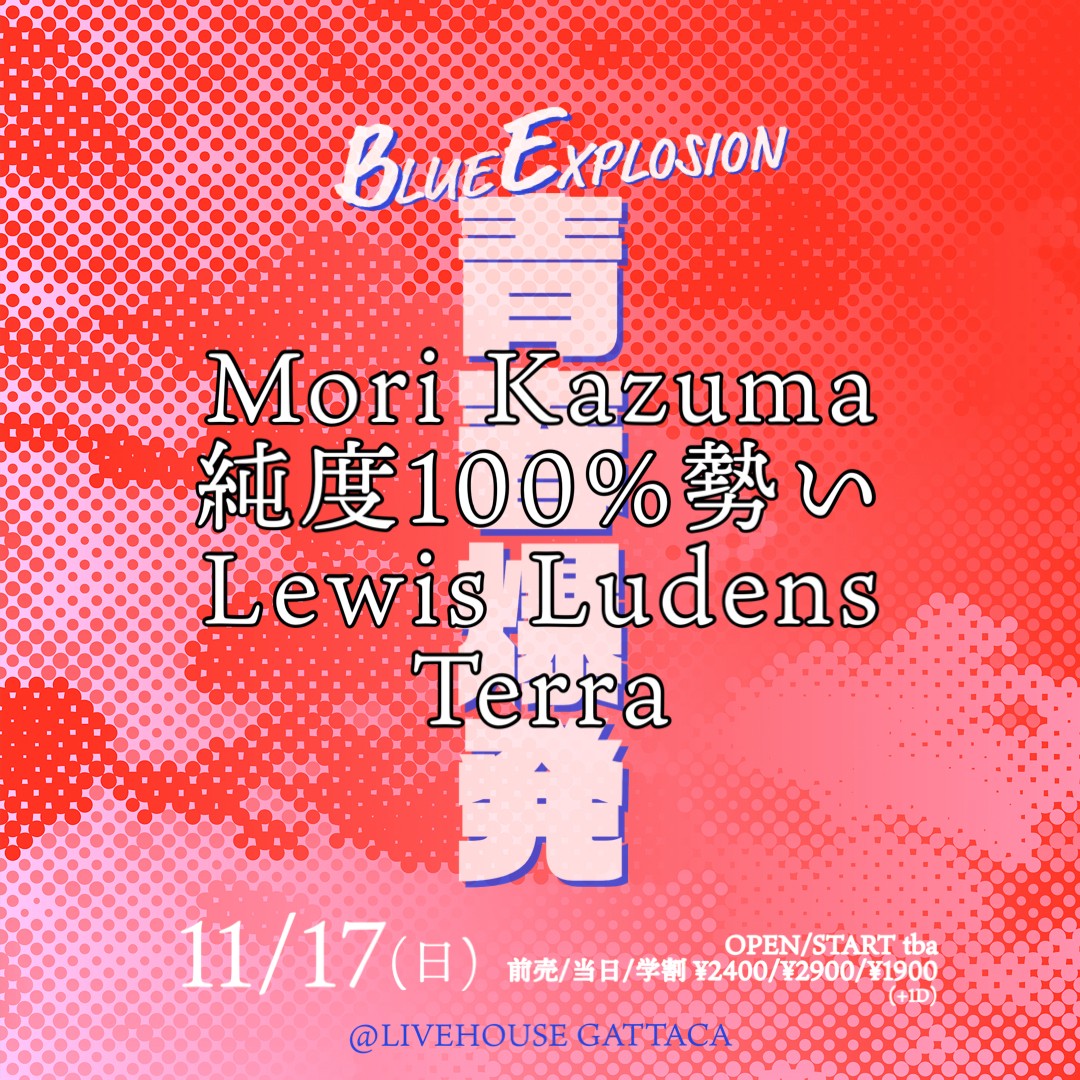 BLUE EXPLOSION
青春爆発
Mori Kazuma
純度100%勢い
Lewis Ludens
Terra
11/17(日)
OPEN/START tba
前売/当日/学割 ¥2400/¥2900/¥1900
(+1D)
@LIVEHOUSE GATTACA